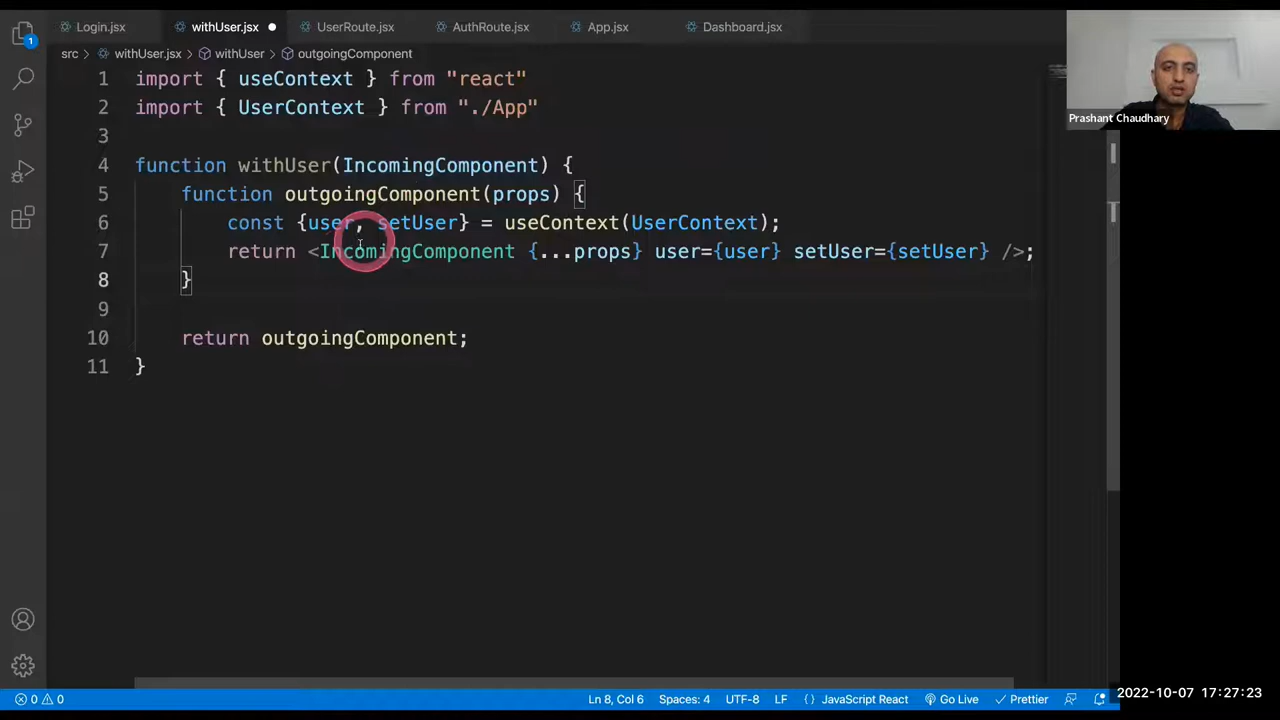 Login.jsx withUser.jsx UserRoute.jsx AuthRoute.jsx App.jsx Dashboard.jsx
src > withUser.jsx > withUser > outgoingComponent
1 import { useContext } from "react"
2 import { UserContext } from "./App"
3
4 function withUser(IncomingComponent) {
5 function outgoingComponent(props) {
6 const {user, setUser} = useContext(UserContext);
7 return <IncomingComponent {...props} user={user} setUser={setUser} />;
8 }
9
10 return outgoingComponent;
11 }
1
Prashant Chaudhary
0 0 Ln 8, Col 6 Spaces: 4 UTF-8 LF { } JavaScript React Go Live Prettier
2022-10-07 17:27:23